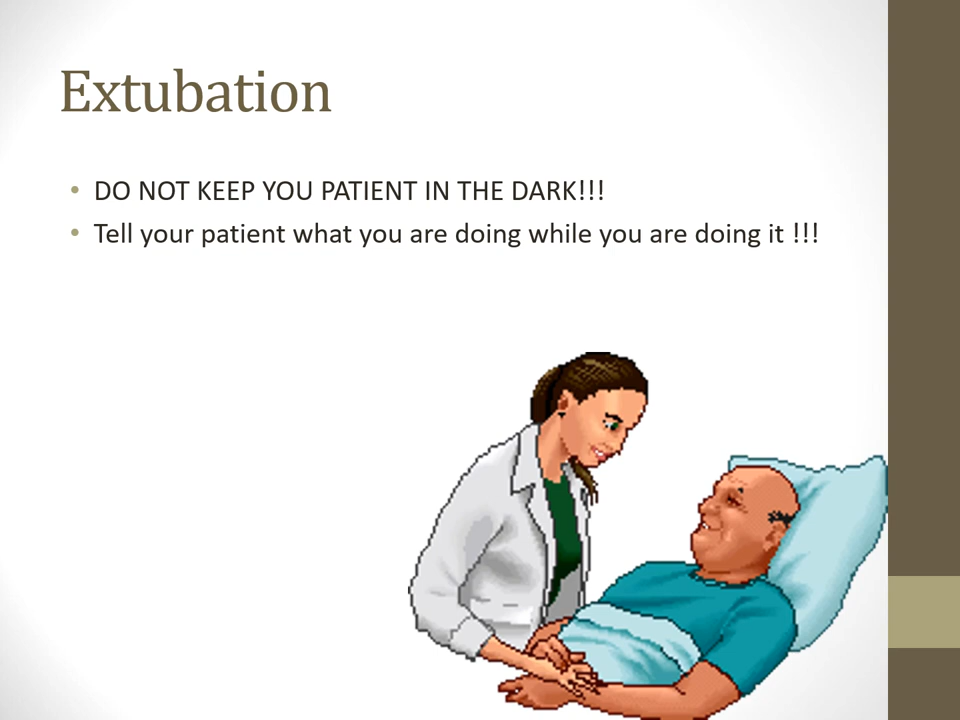 Extubation
• DO NOT KEEP YOU PATIENT IN THE DARK!!!
• Tell your patient what you are doing while you are doing it !!!